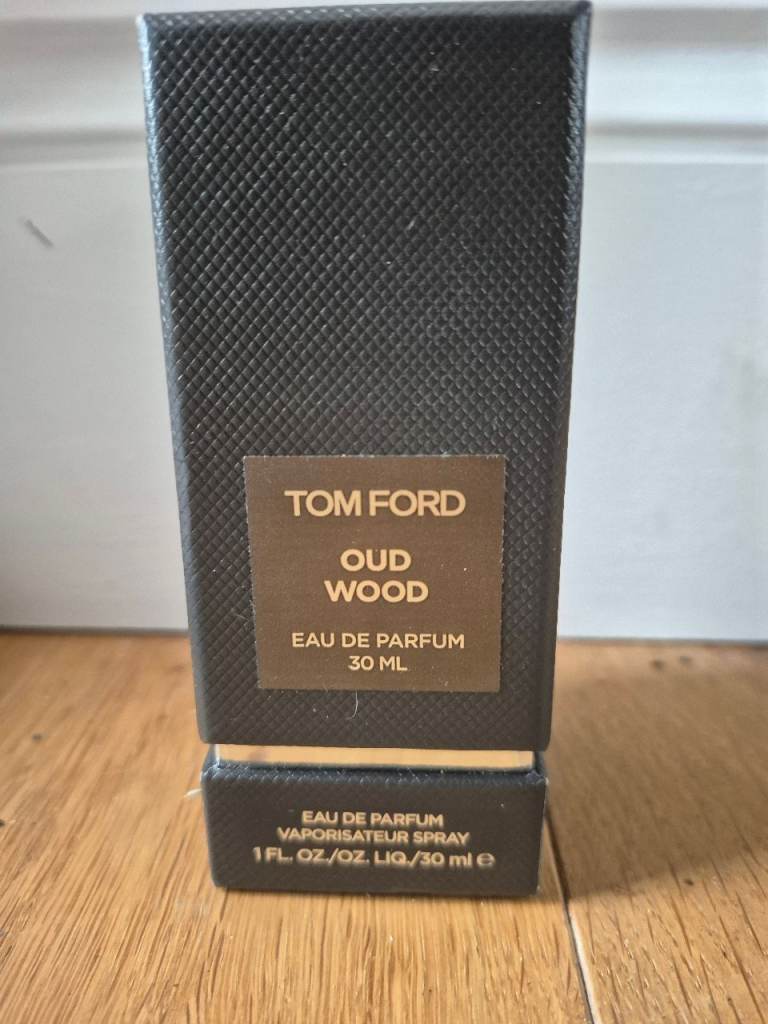 TOM FORD
OUD
WOOD
EAU DE PARFUM
30 ML
EAU DE PARFUM
VAPORISATEUR SPRAY
1 FL. OZ./OZ. LIQ./30 ml ℮